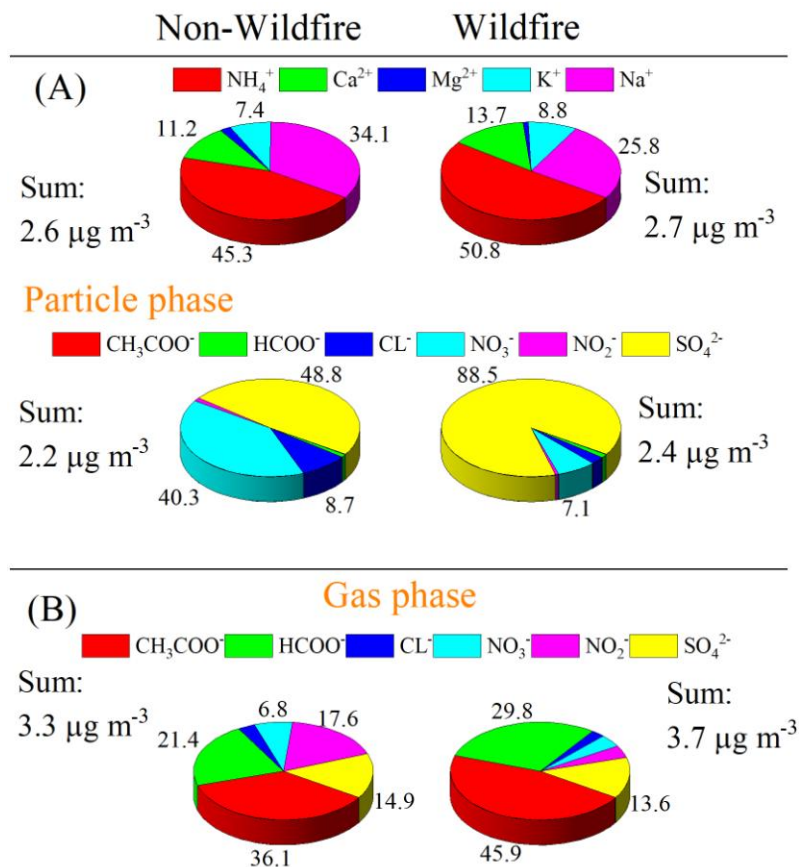 Non-Wildfire Wildfire
(A)
NH₄⁺ Ca²⁺ Mg²⁺ K⁺ Na⁺
7.4 8.8
11.2 34.1 13.7 25.8
Sum: Sum:
2.6 µg m⁻³ 2.7 µg m⁻³
45.3 50.8
Particle phase
CH₃COO⁻ HCOO⁻ CL⁻ NO₃⁻ NO₂⁻ SO₄²⁻
48.8 88.5
Sum: Sum:
2.2 µg m⁻³ 2.4 µg m⁻³
40.3 8.7 7.1
(B) Gas phase
CH₃COO⁻ HCOO⁻ CL⁻ NO₃⁻ NO₂⁻ SO₄²⁻
Sum: Sum:
3.3 µg m⁻³ 3.7 µg m⁻³
6.8 17.6 29.8
21.4
14.9 13.6
36.1 45.9